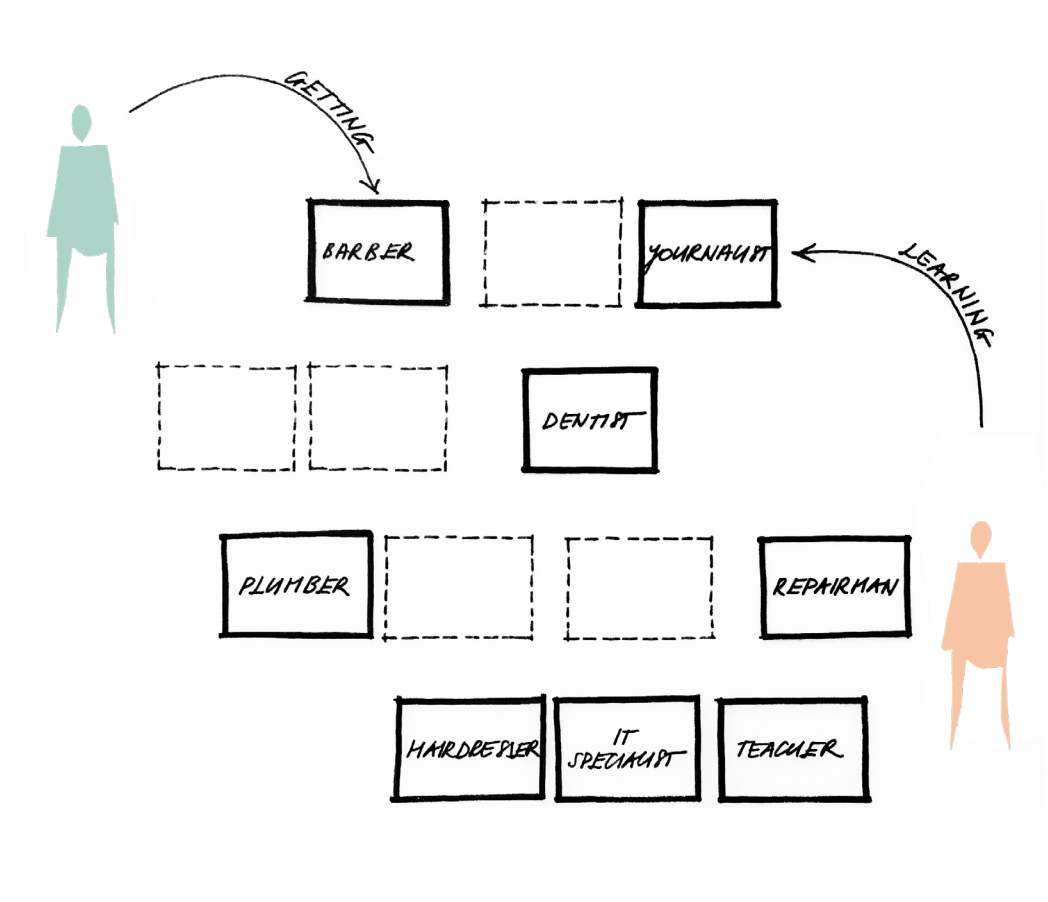 GETTING
BARBER
YOURNALIST
LEARNING
DENTIST
PLUMBER
REPAIRMAN
HAIRDRESSER
IT
SPECIALIST
TEACHER